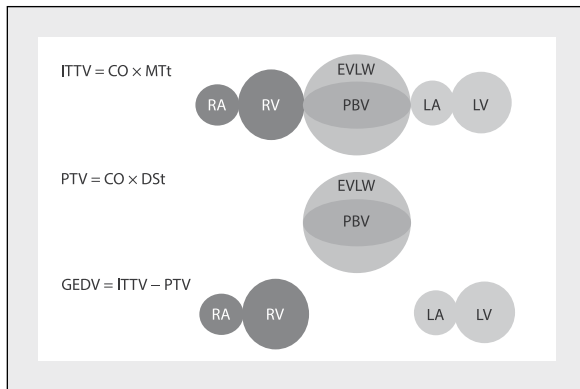 ITTV = CO × MTt
EVLW
RA RV PBV LA LV
PTV = CO × DSt
EVLW
PBV
GEDV = ITTV – PTV
RA RV LA LV